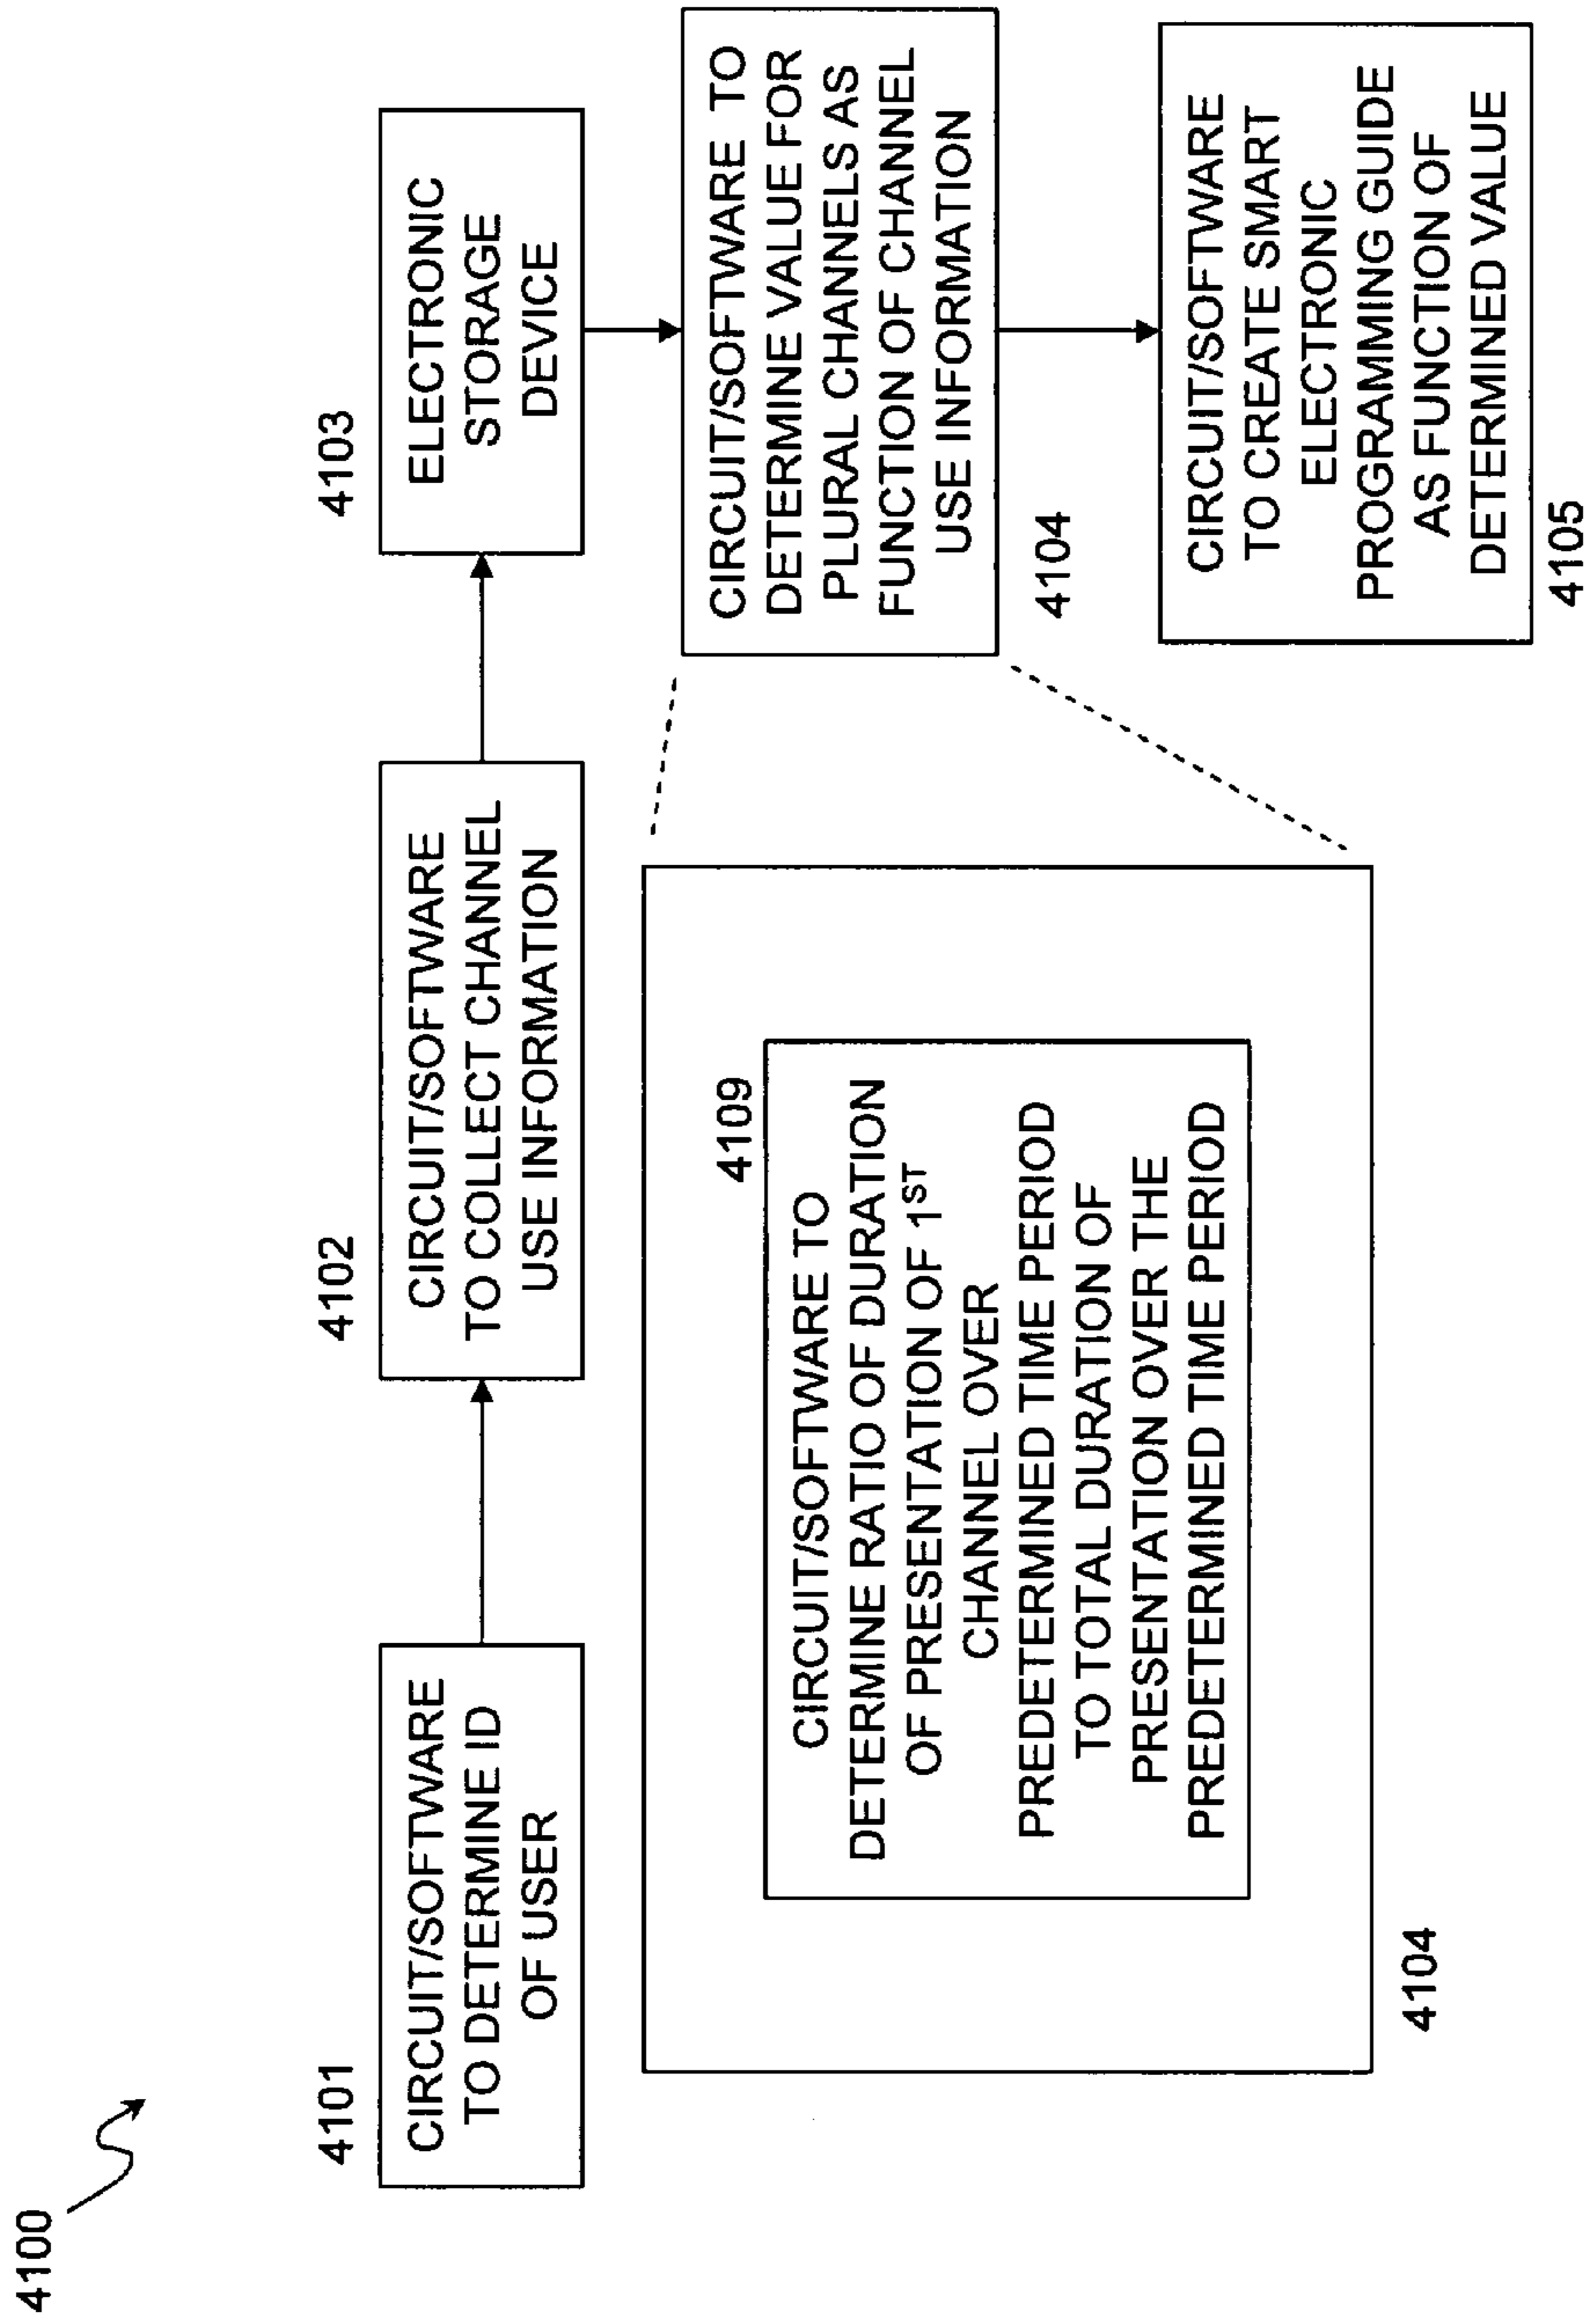 4100
4101
CIRCUIT/SOFTWARE
TO DETERMINE ID
OF USER
4102
CIRCUIT/SOFTWARE
TO COLLECT CHANNEL
USE INFORMATION
4103
ELECTRONIC
STORAGE
DEVICE
CIRCUIT/SOFTWARE TO
DETERMINE VALUE FOR
PLURAL CHANNELS AS
FUNCTION OF CHANNEL
USE INFORMATION
4104
CIRCUIT/SOFTWARE
TO CREATE SMART
ELECTRONIC
PROGRAMMING GUIDE
AS FUNCTION OF
DETERMINED VALUE
4105
4109
CIRCUIT/SOFTWARE TO
DETERMINE RATIO OF DURATION
OF PRESENTATION OF 1ST
CHANNEL OVER
PREDETERMINED TIME PERIOD
TO TOTAL DURATION OF
PRESENTATION OVER THE
PREDETERMINED TIME PERIOD
4104